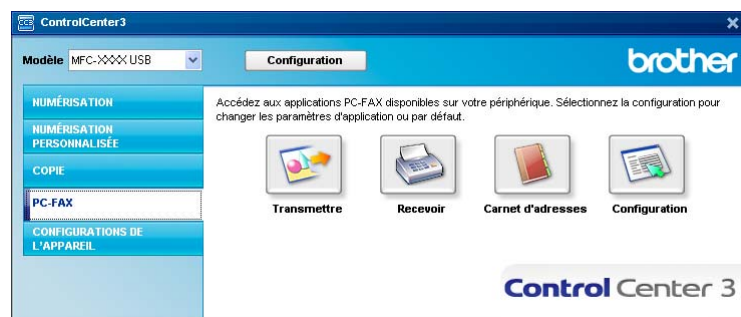 ControlCenter3
Modèle MFC-XXXX USB Configuration brother
NUMÉRISATION
NUMÉRISATION
PERSONNALISÉE
COPIE
PC-FAX
CONFIGURATIONS DE
L'APPAREIL
Accédez aux applications PC-FAX disponibles sur votre périphérique. Sélectionnez la configuration pour
changer les paramètres d'application ou par défaut.
Transmettre Recevoir Carnet d'adresses Configuration
Control Center 3